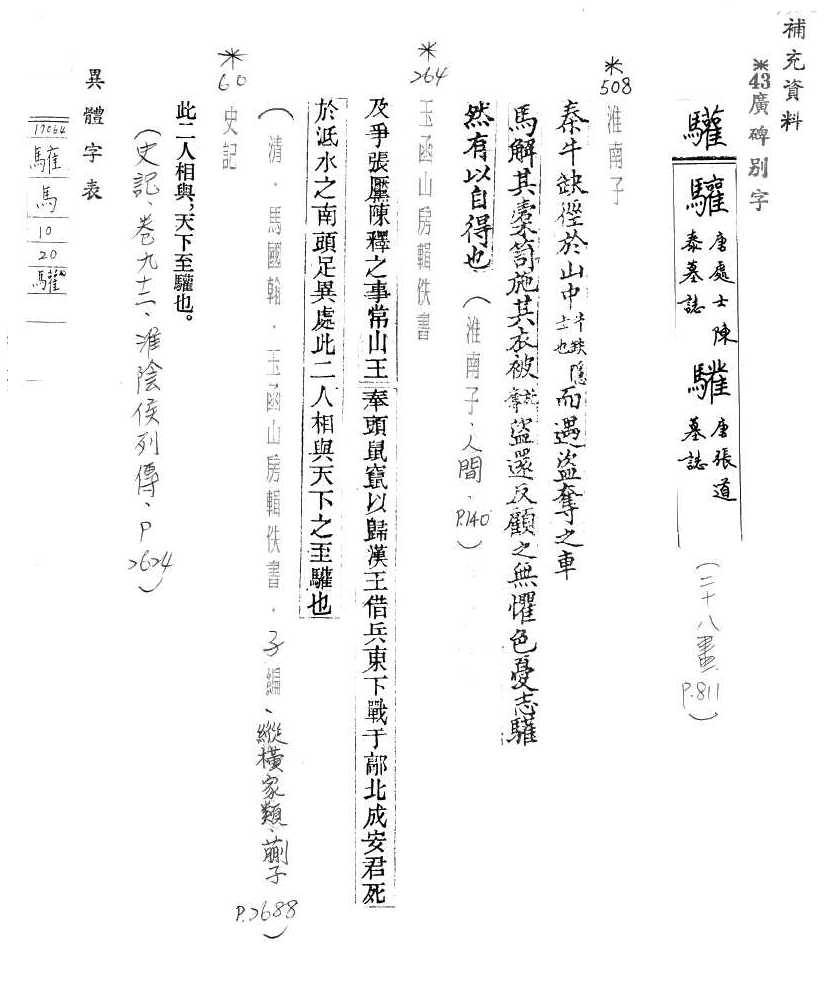 補充資料
*43廣碑別字
驩 驩 唐處士陳泰墓誌 驩 唐張道墓誌
(二十八畫 P.811)
*508
淮南子
秦牛缺徑於山中牛缺隱士也而遇盜奪之車
馬解其橐笥施其衣被 盜還反顧之無懼色憂志驩
然有以自得也(淮南子、人間、P.140)
*264
玉函山房輯佚書
及爭張黶陳釋之事常山王奉頭鼠竄以歸漢王借兵東下戰于鄗北成安君死
於泜水之南頭足異處此二人相與天下之至驩也
(清.馬國翰.玉函山房輯佚書.子編、縱橫家類、蒯子 P.2688)
*60
史記
此二人相與,天下至驩也。
(史記、卷九十二、淮陰侯列傳、P2624)
異體字表
17064
驩
馬
10
20
驩